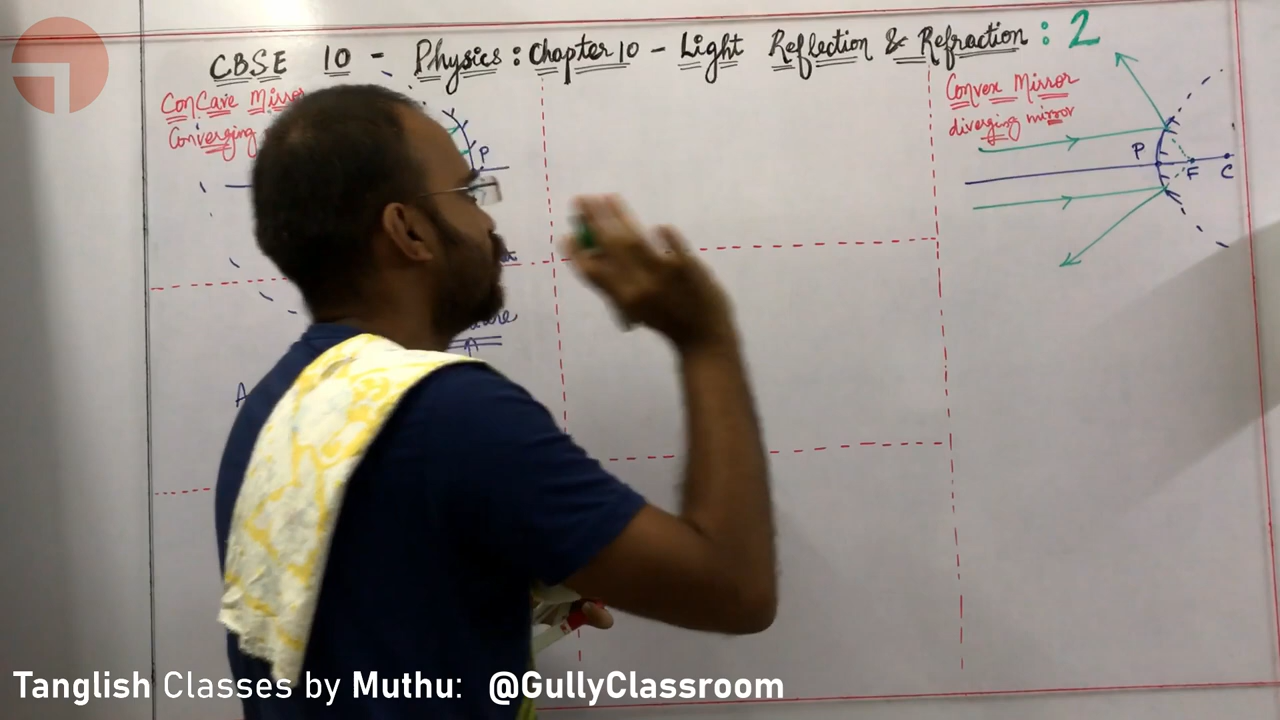 CBSE 10 - Physics : Chapter 10 - Light Reflection & Refraction : 2
Concave Mirror
Converging
P
A
Convex Mirror
diverging mirror
P
F
C
Tanglish Classes by Muthu: @GullyClassroom